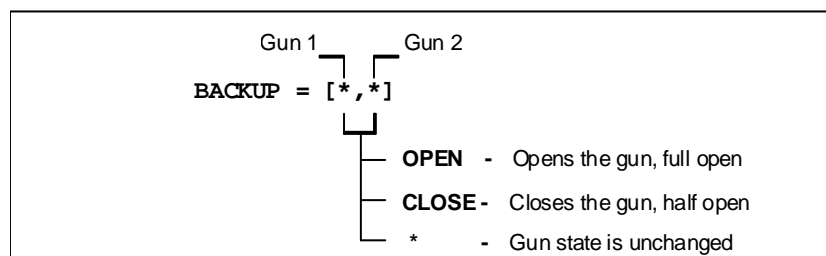 Gun 1 Gun 2
BACKUP = [*,*]
OPEN - Opens the gun, full open
CLOSE - Closes the gun, half open
* - Gun state is unchanged